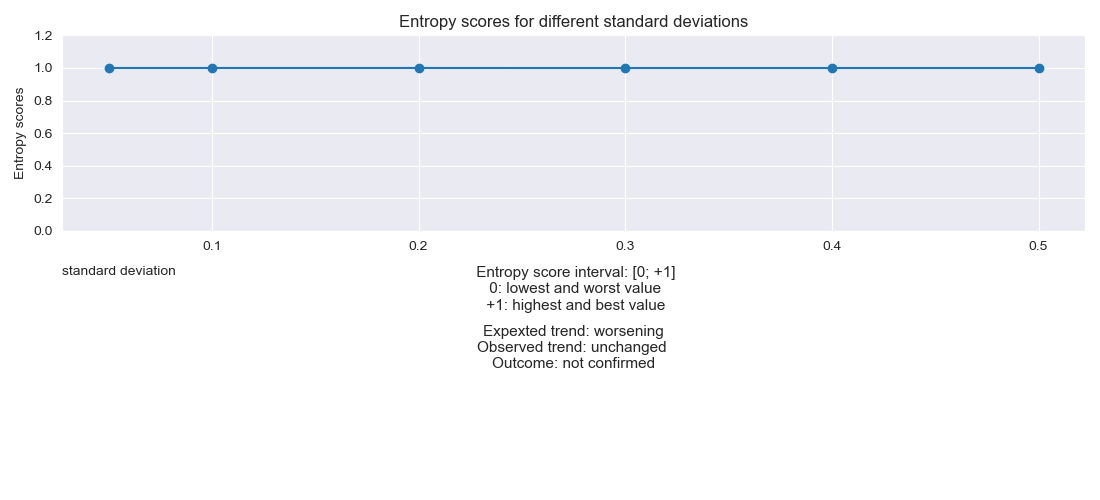 Entropy scores for different standard deviations
1.2
1.0
0.8
0.6
0.4
0.2
0.0
Entropy scores
0.1 0.2 0.3 0.4 0.5
standard deviation
Entropy score interval: [0; +1]
0: lowest and worst value
+1: highest and best value
Expexted trend: worsening
Observed trend: unchanged
Outcome: not confirmed